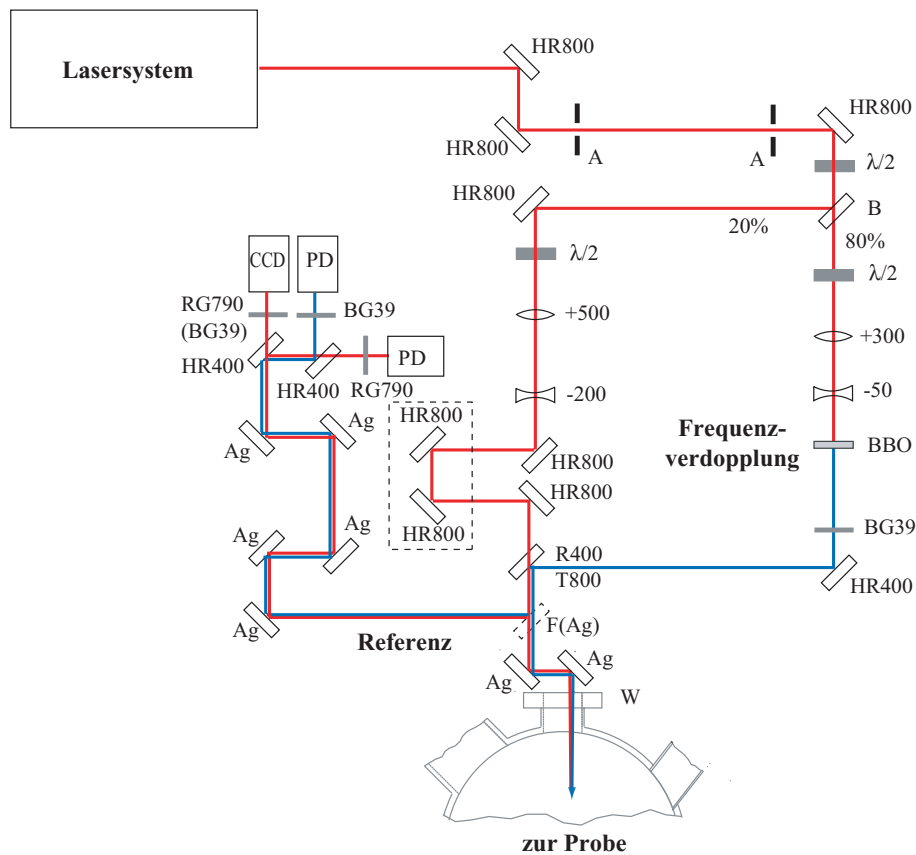 HR800
Lasersystem
HR800
HR800
A
A
λ/2
HR800
B
20%
80%
CCD
PD
λ/2
λ/2
RG790
(BG39)
BG39
+500
+300
HR400
PD
HR400
RG790
Ag
HR800
-200
-50
Ag
Frequenz-
verdopplung
BBO
HR800
HR800
Ag
HR800
BG39
Ag
R400
T800
HR400
Ag
F(Ag)
Referenz
Ag
Ag
W
zur Probe